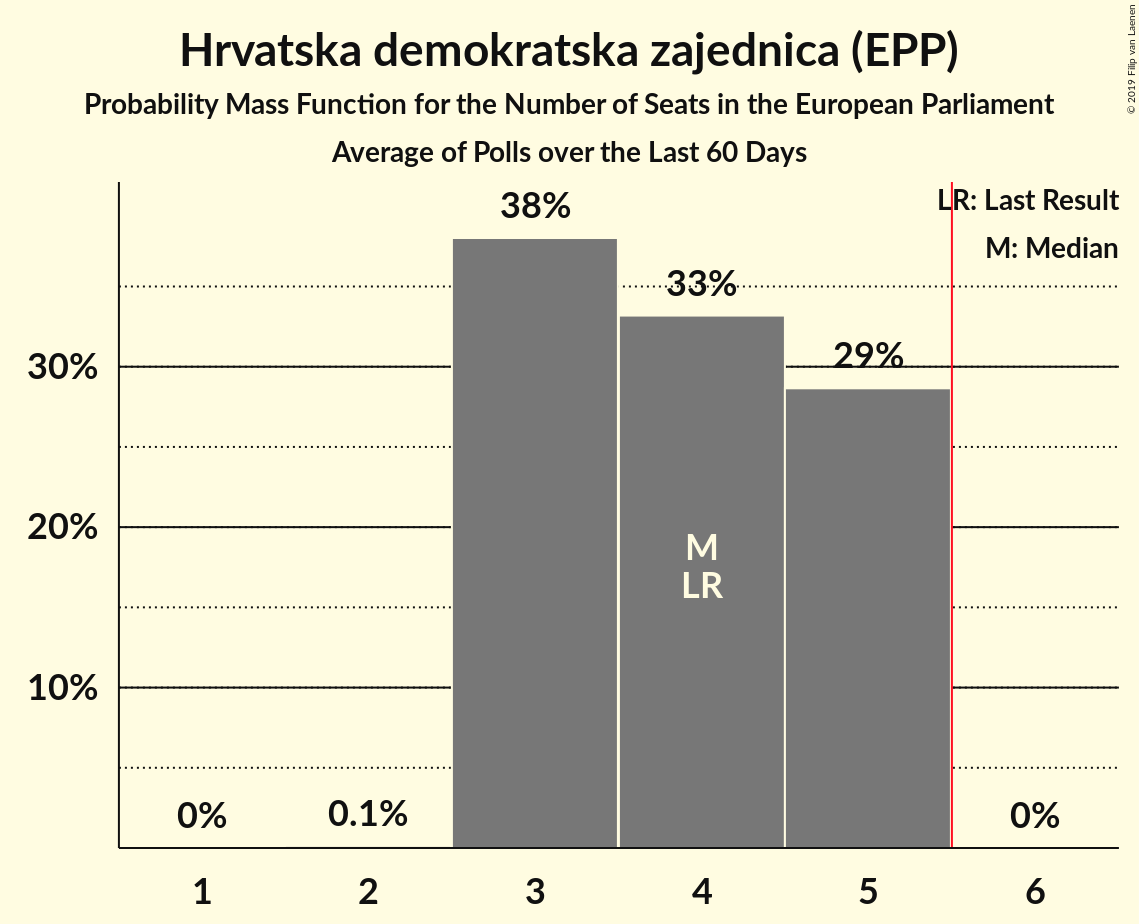 Hrvatska demokratska zajednica (EPP)
Probability Mass Function for the Number of Seats in the European Parliament
Average of Polls over the Last 60 Days
© 2019 Filip van Laenen
LR: Last Result
M: Median
38%
33%
29%
30%
20%
10%
M
LR
0%
0.1%
0%
1
2
3
4
5
6